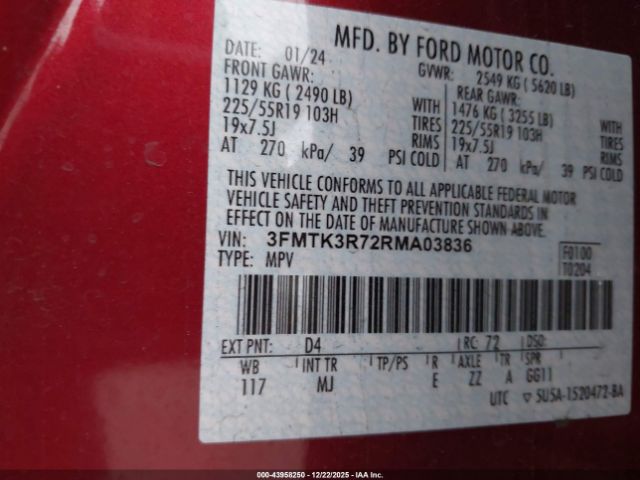 MFD. BY FORD MOTOR CO.
DATE: 01/24 GVWR: 2549 KG (5620 LB)
FRONT GAWR: REAR GAWR:
1129 KG (2490 LB) WITH 1476 KG (3255 LB) WITH
225/55R19 103H TIRES 225/55R19 103H TIRES
19x7.5J RIMS 19x7.5J RIMS
AT 270 kPa/ 39 PSI COLD AT 270 kPa/ 39 PSI COLD
THIS VEHICLE CONFORMS TO ALL APPLICABLE FEDERAL MOTOR
VEHICLE SAFETY AND THEFT PREVENTION STANDARDS IN EFFECT
ON THE DATE OF MANUFACTURE SHOWN ABOVE.
VIN: 3FMTK3R72RMA03836
TYPE: MPV
F0100
T0204
EXT PNT: D4 RC: 72 DSO:
WB INT TR TP/PS R AXLE TR SPR
117 MJ E ZZ A GG11
UTC ▽ SU5A-1520472-BA
000-43958250 - 12/22/2025 - IAA Inc.